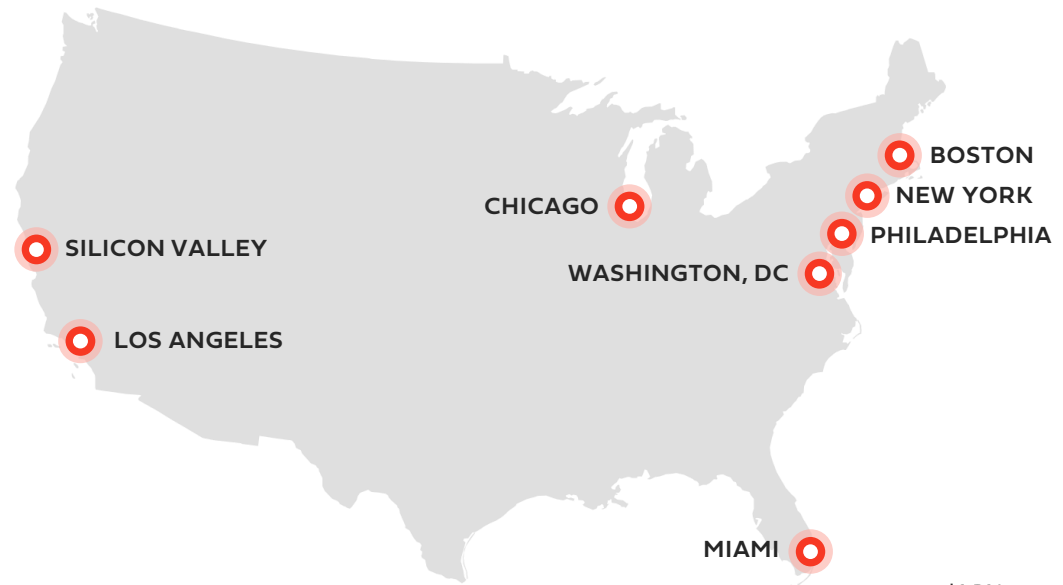 BOSTON
CHICAGO
NEW YORK
PHILADELPHIA
SILICON VALLEY
WASHINGTON, DC
LOS ANGELES
MIAMI